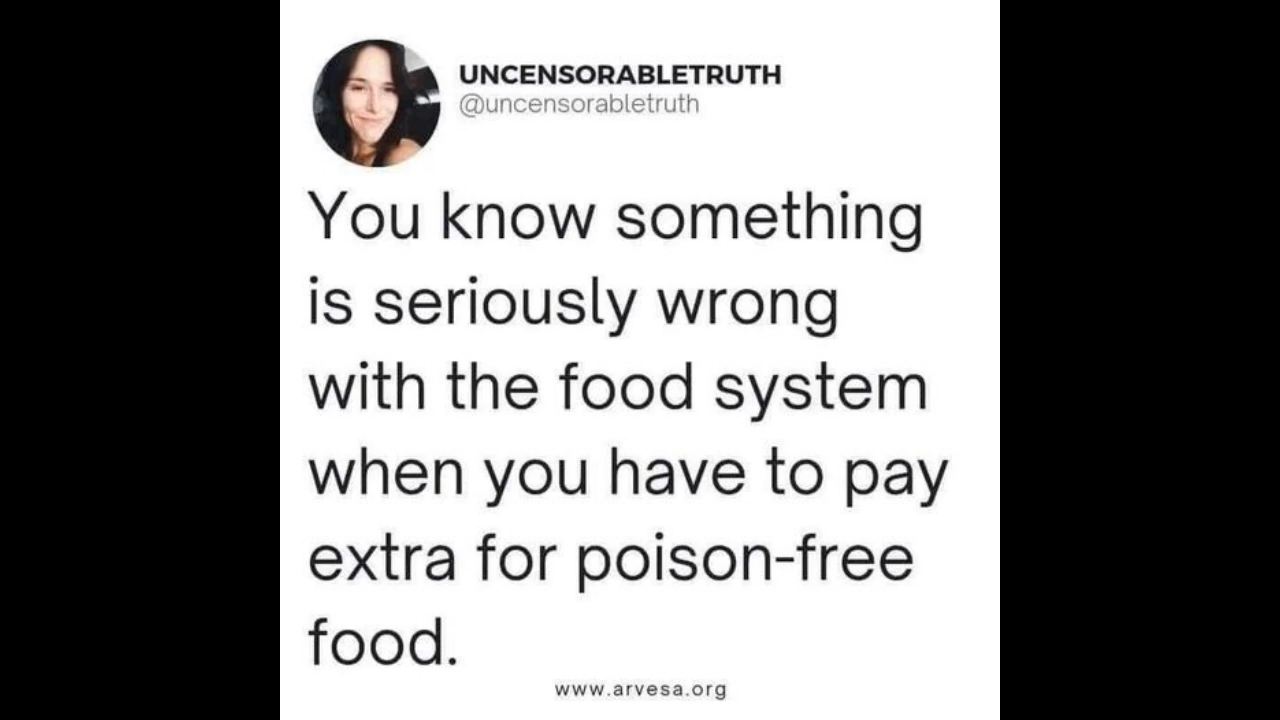 UNCENSORABLETRUTH
@uncensorabletruth
You know something
is seriously wrong
with the food system
when you have to pay
extra for poison-free
food.
www.arvesa.org